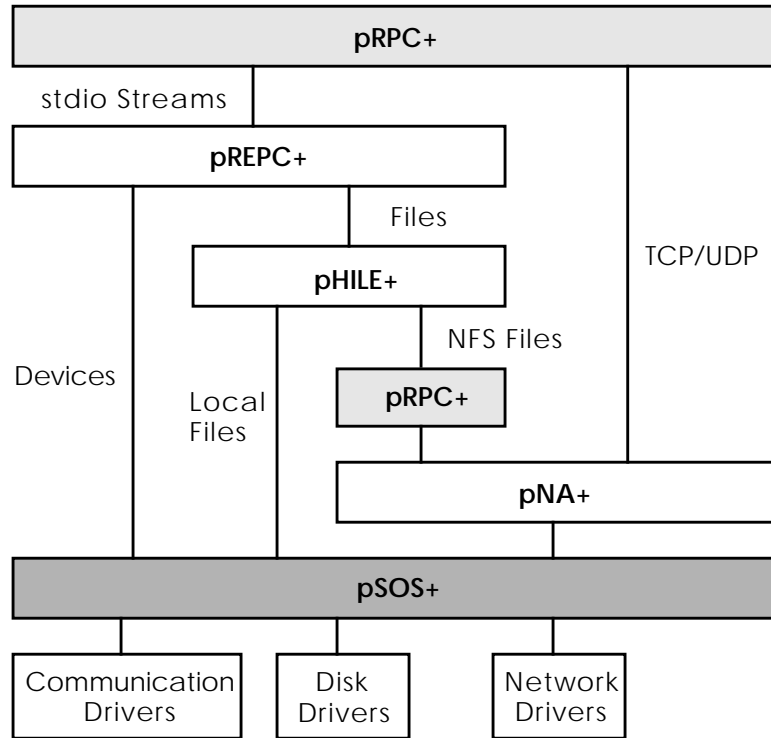 pRPC+
stdio Streams
pREPC+
Files
TCP/UDP
pHILE+
NFS Files
Devices
Local
Files
pRPC+
pNA+
pSOS+
Communication
Drivers
Disk
Drivers
Network
Drivers